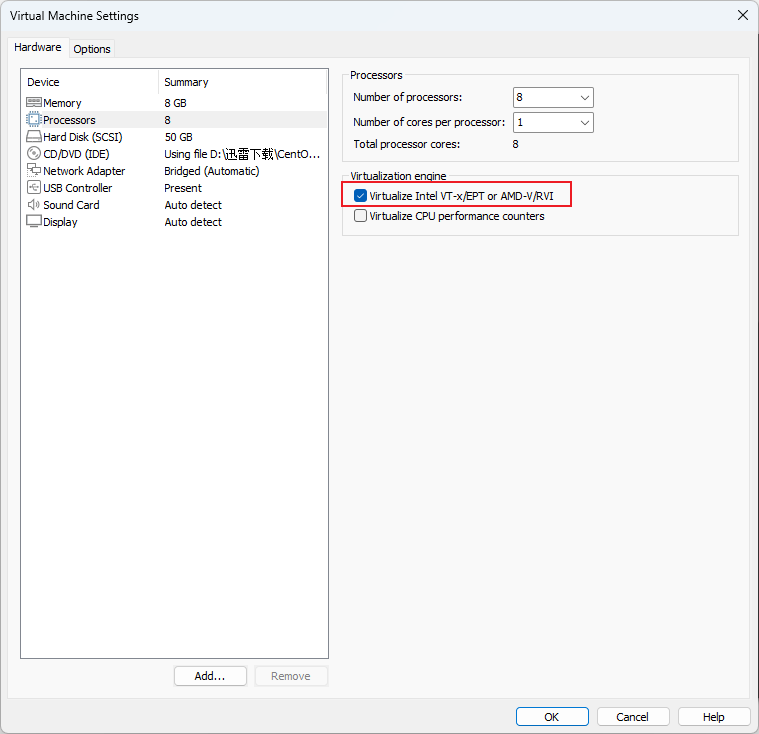 Virtual Machine Settings
Hardware Options
Device Summary
Memory 8 GB
Processors 8
Hard Disk (SCSI) 50 GB
CD/DVD (IDE) Using file D:\迅雷下载\CentO...
Network Adapter Bridged (Automatic)
USB Controller Present
Sound Card Auto detect
Display Auto detect
Add... Remove
Processors
Number of processors: 8
Number of cores per processor: 1
Total processor cores: 8
Virtualization engine
Virtualize Intel VT-x/EPT or AMD-V/RVI
Virtualize CPU performance counters
OK Cancel Help